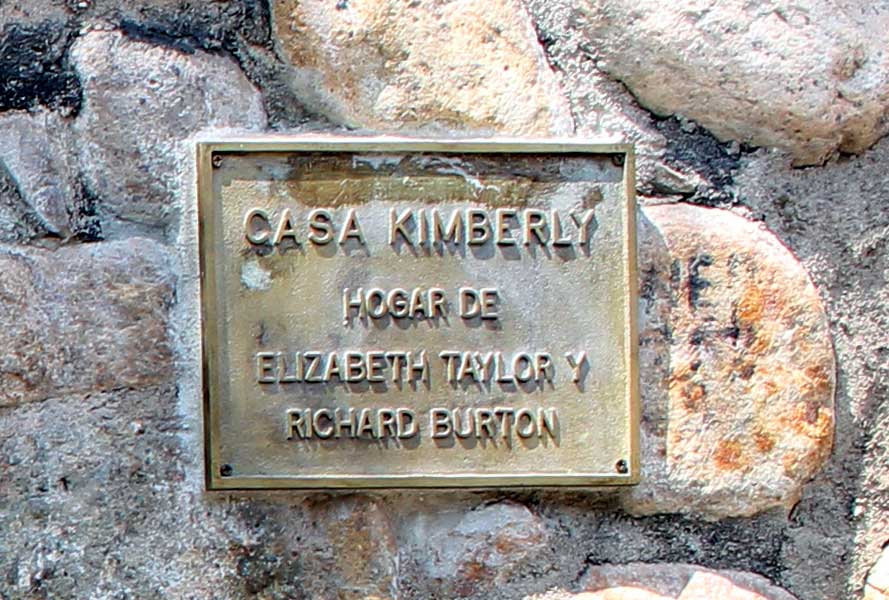 CASA KIMBERLY
HOGAR DE
ELIZABETH TAYLOR Y
RICHARD BURTON